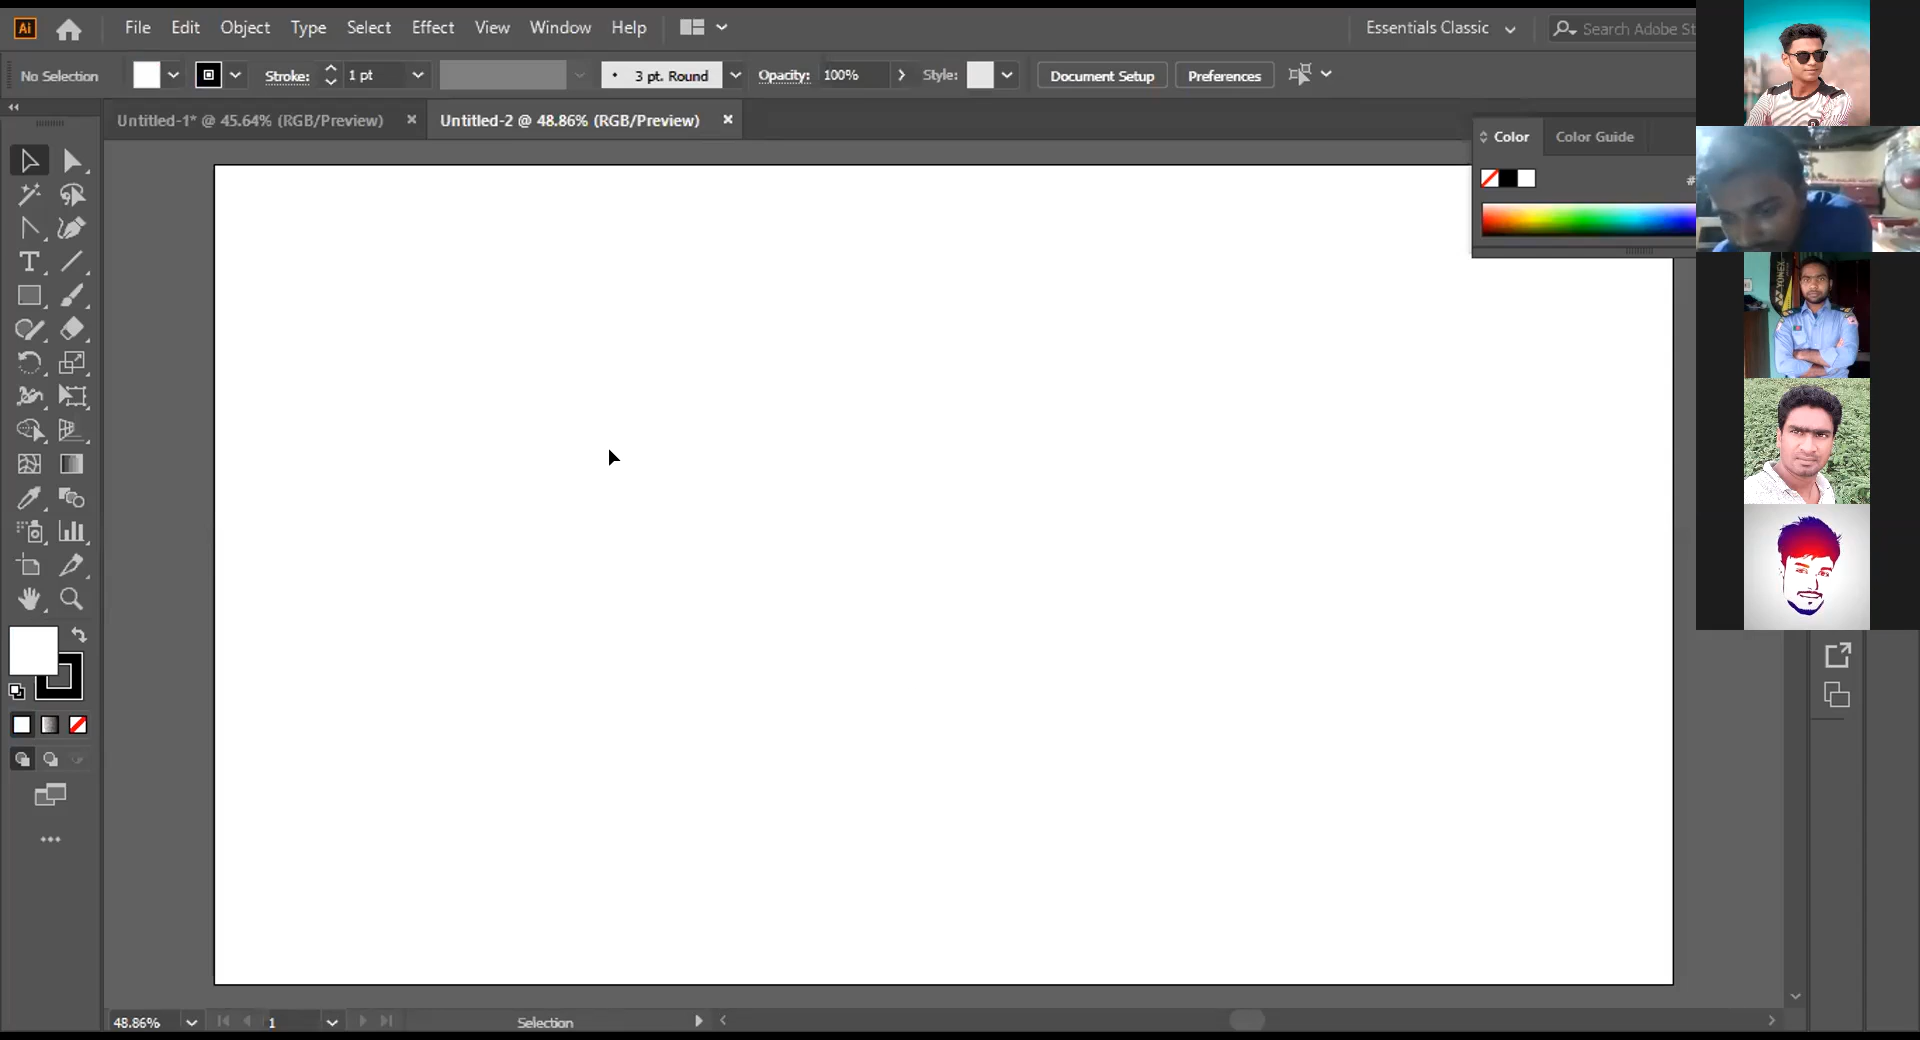 Ai File Edit Object Type Select Effect View Window Help Essentials Classic Search Adobe St
No Selection Stroke: 1 pt 3 pt. Round Opacity: 100% Style: Document Setup Preferences
Untitled-1* @ 45.64% (RGB/Preview) × Untitled-2 @ 48.86% (RGB/Preview) ×
Color Color Guide
#
YONEX
48.86% 1 Selection